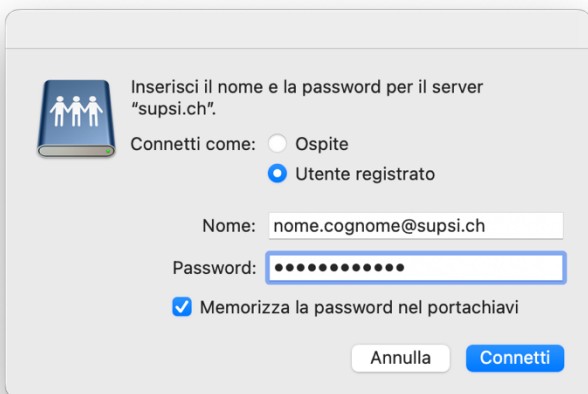 Inserisci il nome e la password per il server
“supsi.ch”.
Connetti come: Ospite
Utente registrato
Nome: nome.cognome@supsi.ch
Password: ●●●●●●●●●●●●
Memorizza la password nel portachiavi
Annulla Connetti